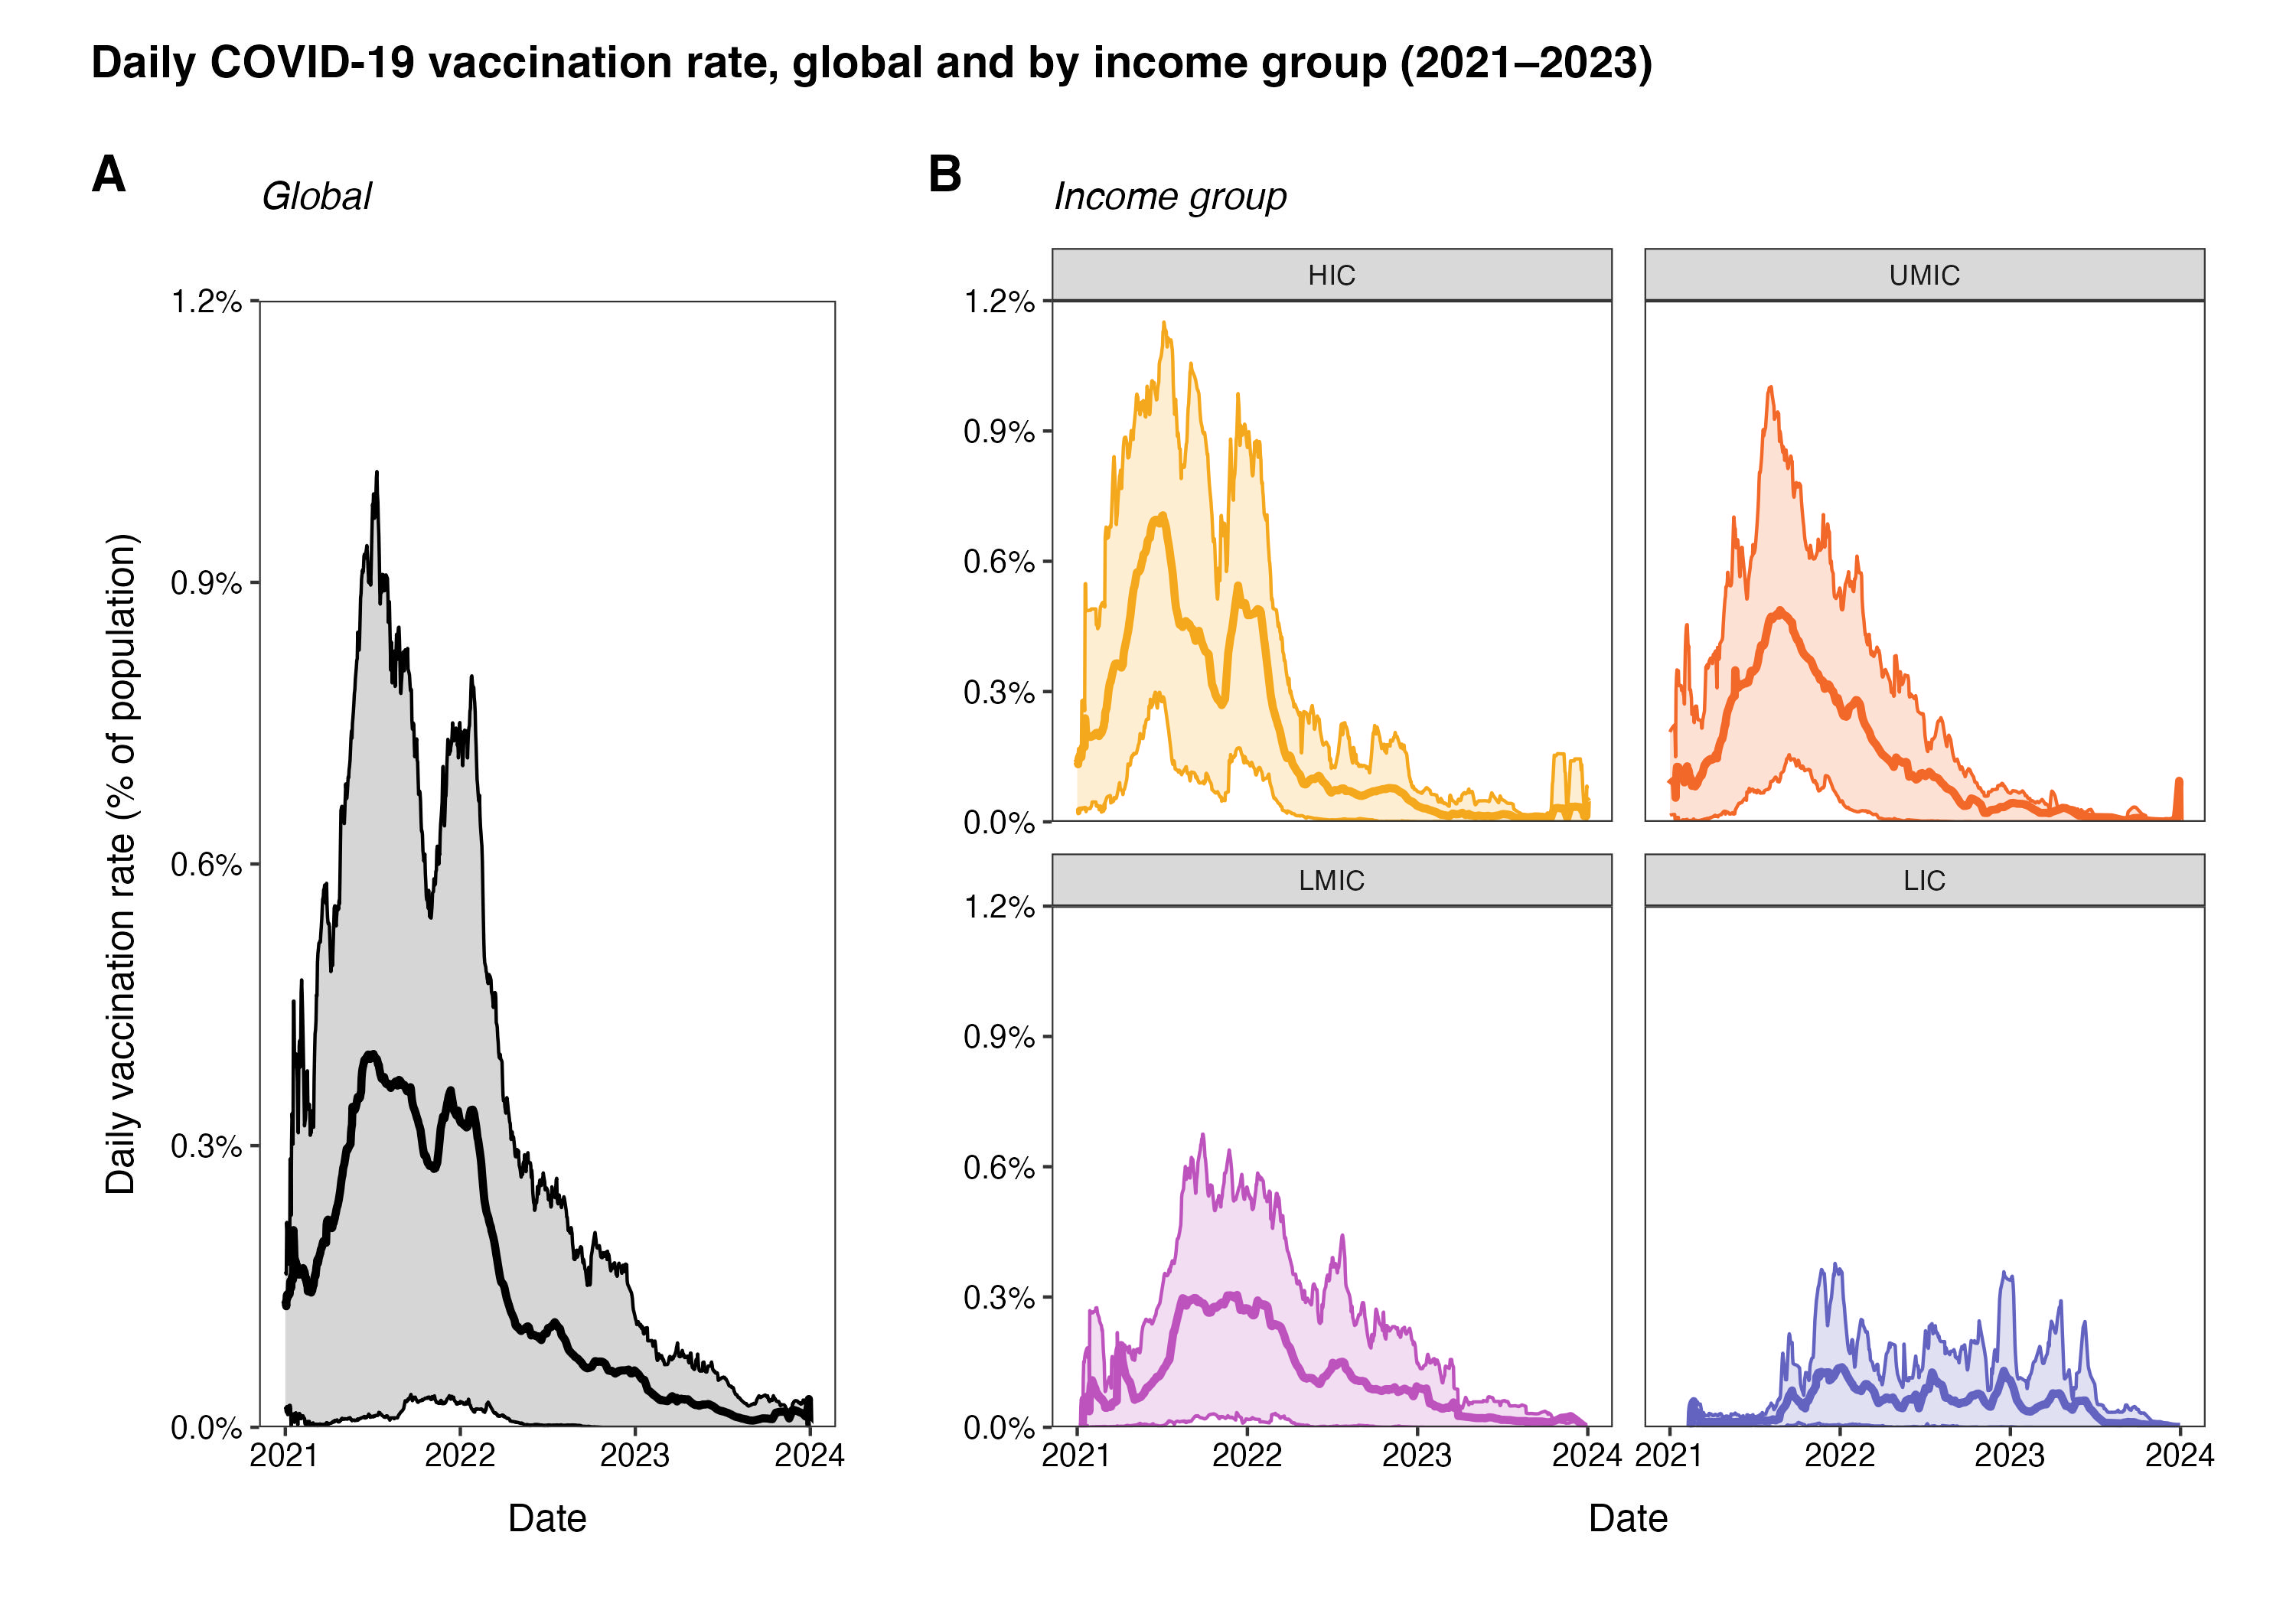 Daily COVID-19 vaccination rate, global and by income group (2021–2023)
A
Global
Daily vaccination rate (% of population)
1.2%
0.9%
0.6%
0.3%
0.0%
2021 2022 2023 2024
Date
B
Income group
HIC
UMIC
1.2%
0.9%
0.6%
0.3%
0.0%
LMIC
LIC
1.2%
0.9%
0.6%
0.3%
0.0%
2021 2022 2023 2024 2021 2022 2023 2024
Date